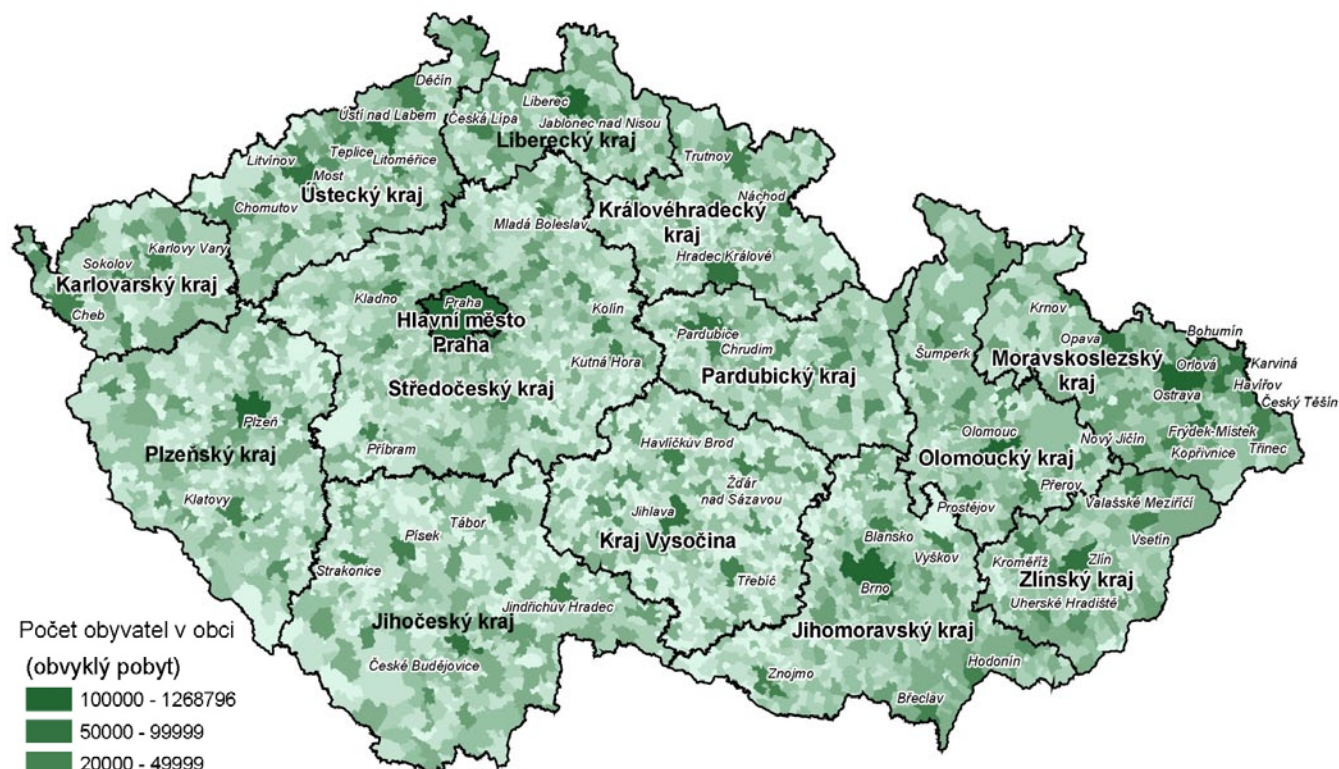 Děčín
Liberec
Ústí nad Labem
Česká Lípa
Jablonec nad Nisou
Liberecký kraj
Teplice
Litvínov
Litoměřice
Trutnov
Most
Ústecký kraj
Náchod
Chomutov
Královéhradecký
kraj
Mladá Boleslav
Karlovy Vary
Sokolov
Hradec Králové
Karlovarský kraj
Cheb
Kladno
Praha
Hlavní město
Praha
Kolín
Krnov
Bohumín
Pardubice
Opava
Chrudim
Šumperk
Moravskoslezský
kraj
Orlová
Karviná
Kutná Hora
Pardubický kraj
Středočeský kraj
Havířov
Ostrava
Český Těšín
Plzeň
Olomouc
Frýdek-Místek
Nový Jičín
Havlíčkův Brod
Příbram
Třinec
Kopřivnice
Plzeňský kraj
Olomoucký kraj
Žďár
nad Sázavou
Přerov
Klatovy
Valašské Meziříčí
Prostějov
Jihlava
Tábor
Písek
Blansko
Kraj Vysočina
Vsetín
Vyškov
Kroměříž
Zlín
Strakonice
Třebíč
Zlínský kraj
Brno
Uherské Hradiště
Jindřichův Hradec
Jihočeský kraj
Jihomoravský kraj
České Budějovice
Hodonín
Znojmo
Břeclav
Počet obyvatel v obci
(obvyklý pobyt)
100000 - 1268796
50000 - 99999
20000 - 49999